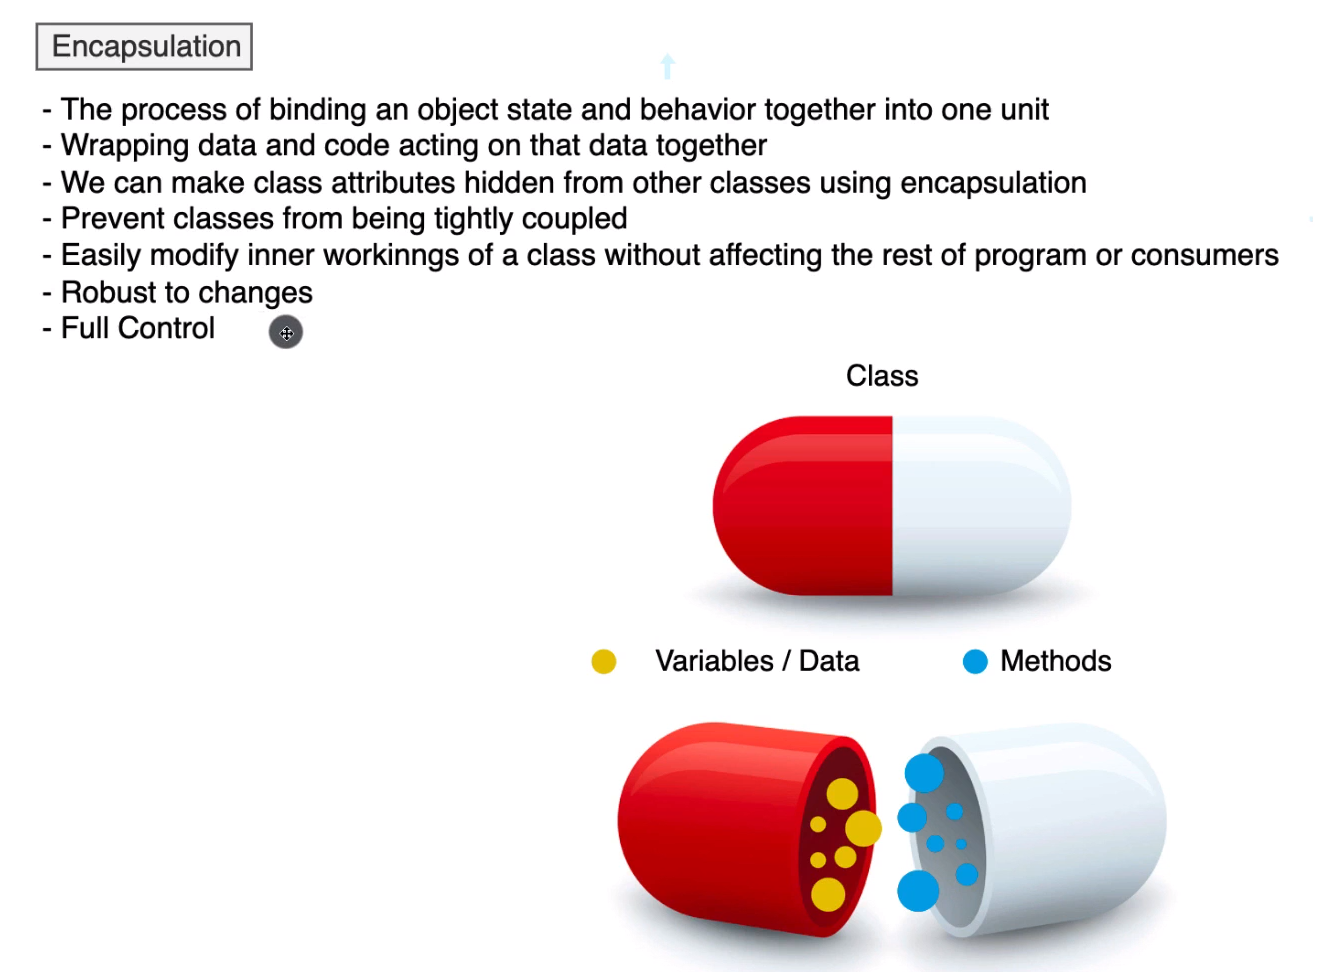 Encapsulation
- The process of binding an object state and behavior together into one unit
- Wrapping data and code acting on that data together
- We can make class attributes hidden from other classes using encapsulation
- Prevent classes from being tightly coupled
- Easily modify inner workinngs of a class without affecting the rest of program or consumers
- Robust to changes
- Full Control
Class
Variables / Data
Methods